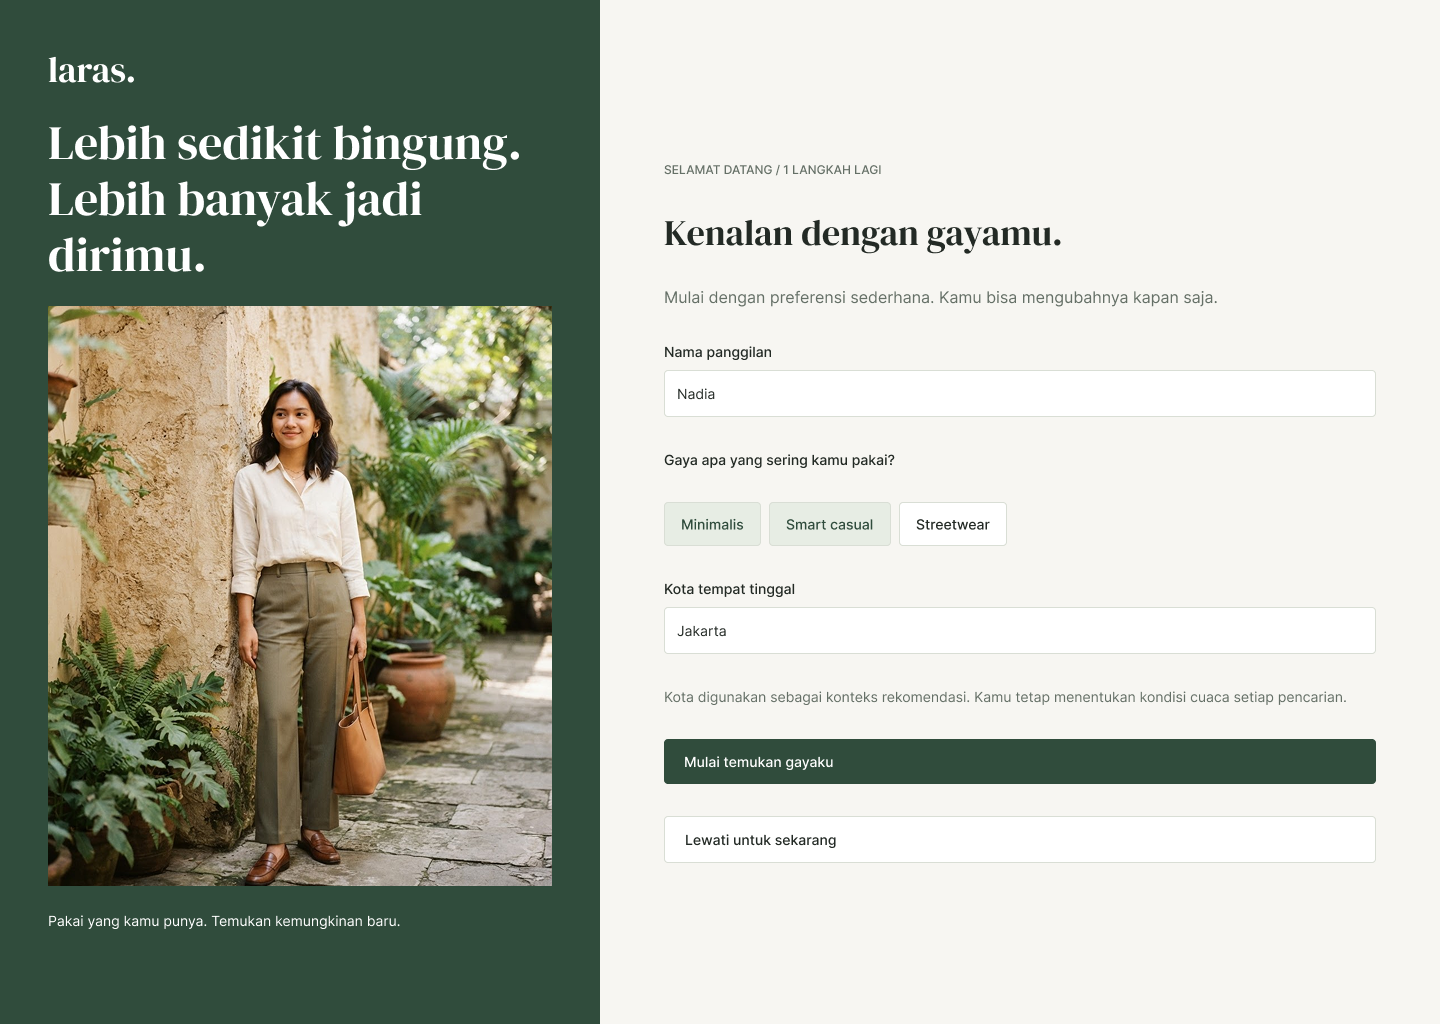 laras.
Lebih sedikit bingung.
Lebih banyak jadi
dirimu.
Pakai yang kamu punya. Temukan kemungkinan baru.
SELAMAT DATANG / 1 LANGKAH LAGI
Kenalan dengan gayamu.
Mulai dengan preferensi sederhana. Kamu bisa mengubahnya kapan saja.
Nama panggilan
Nadia
Gaya apa yang sering kamu pakai?
Minimalis
Smart casual
Streetwear
Kota tempat tinggal
Jakarta
Kota digunakan sebagai konteks rekomendasi. Kamu tetap menentukan kondisi cuaca setiap pencarian.
Mulai temukan gayaku
Lewati untuk sekarang